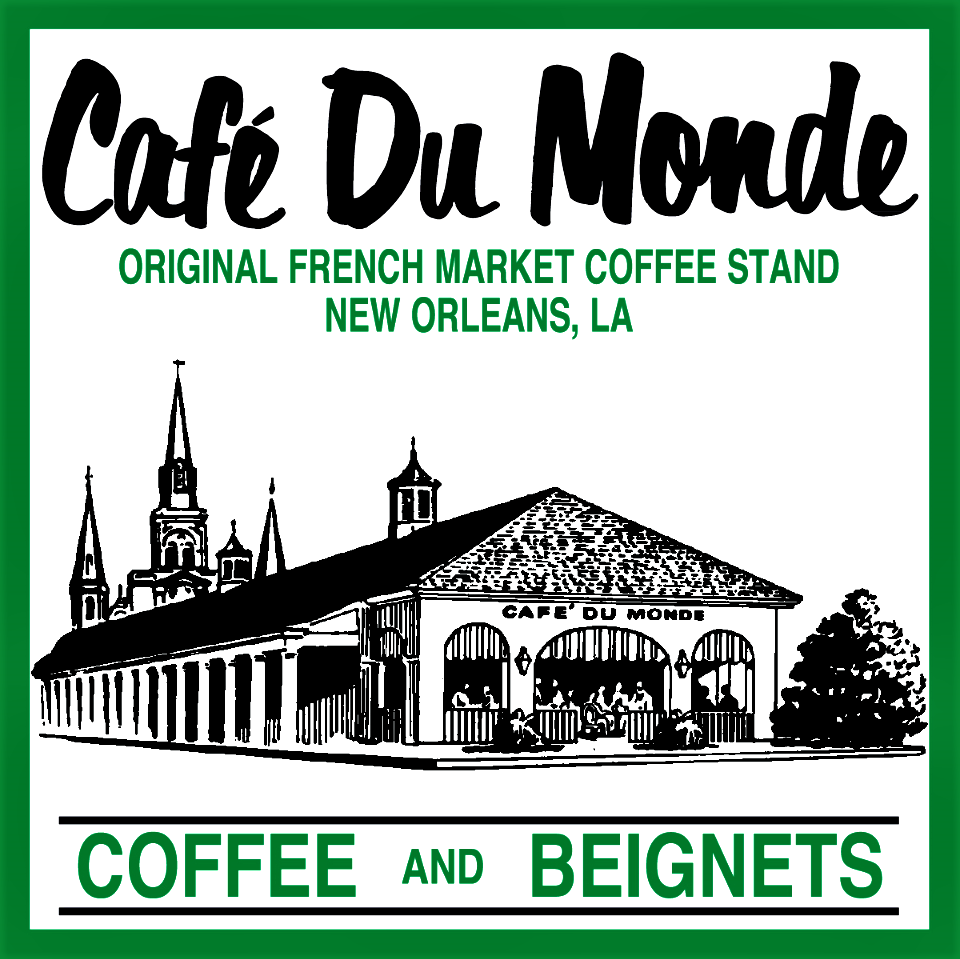 Café Du Monde
ORIGINAL FRENCH MARKET COFFEE STAND
NEW ORLEANS, LA
CAFE' DU MONDE
COFFEE AND BEIGNETS